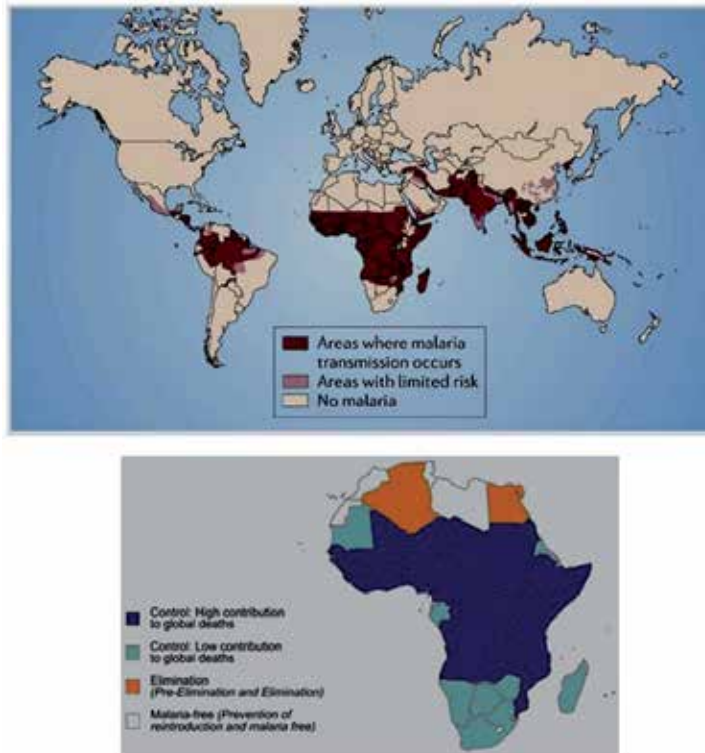 Areas where malaria
transmission occurs
Areas with limited risk
No malaria
Control: High contribution
to global deaths
Control: Low contribution
to global deaths
Elimination
(Pre-Elimination and Elimination)
Malaria-free (Prevention of
reintroduction and malaria free)